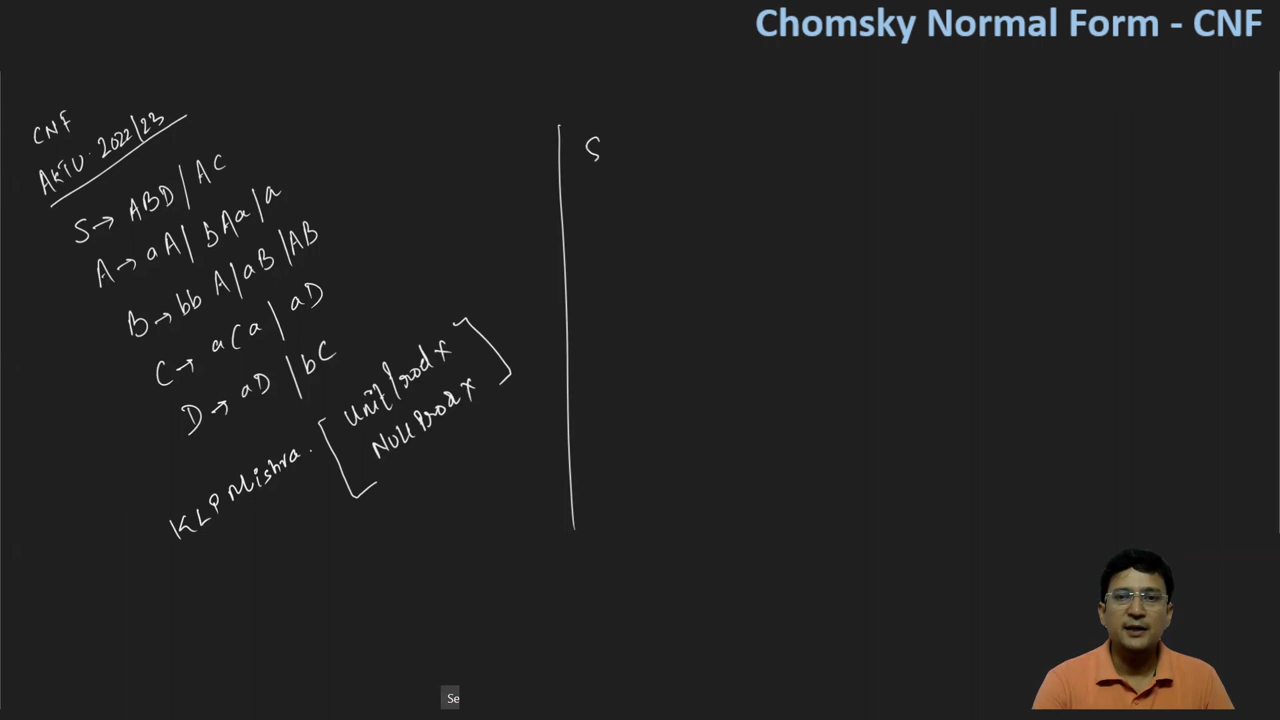 Chomsky Normal Form - CNF
CNF
AKTU. 2022/23
S→ ABD/AC
A→ aA/bAa/a
B→ bbA/aB/AB
C→ aCa/aD
D→ aD/bC
KLP Mishra. [Unit Prod x
Null Prod x]
S
Se